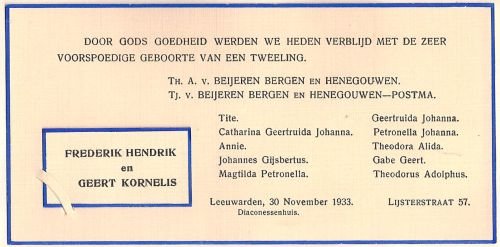 DOOR GODS GOEDHEID WERDEN WE HEDEN VERBLIJD MET DE ZEER
VOORSPOEDIGE GEBOORTE VAN EEN TWEELING.
TH. A. v. BEIJEREN BERGEN EN HENEGOUWEN.
TJ. v. BEIJEREN BERGEN EN HENEGOUWEN—POSTMA.
FREDERIK HENDRIK
en
GEERT KORNELIS
Tite. Geertruida Johanna.
Catharina Geertruida Johanna. Petronella Johanna.
Annie. Theodora Alida.
Johannes Gijsbertus. Gabe Geert.
Magtilda Petronella. Theodorus Adolphus.
Leeuwarden, 30 November 1933. LIJSTERSTRAAT 57.
Diaconessenhuis.